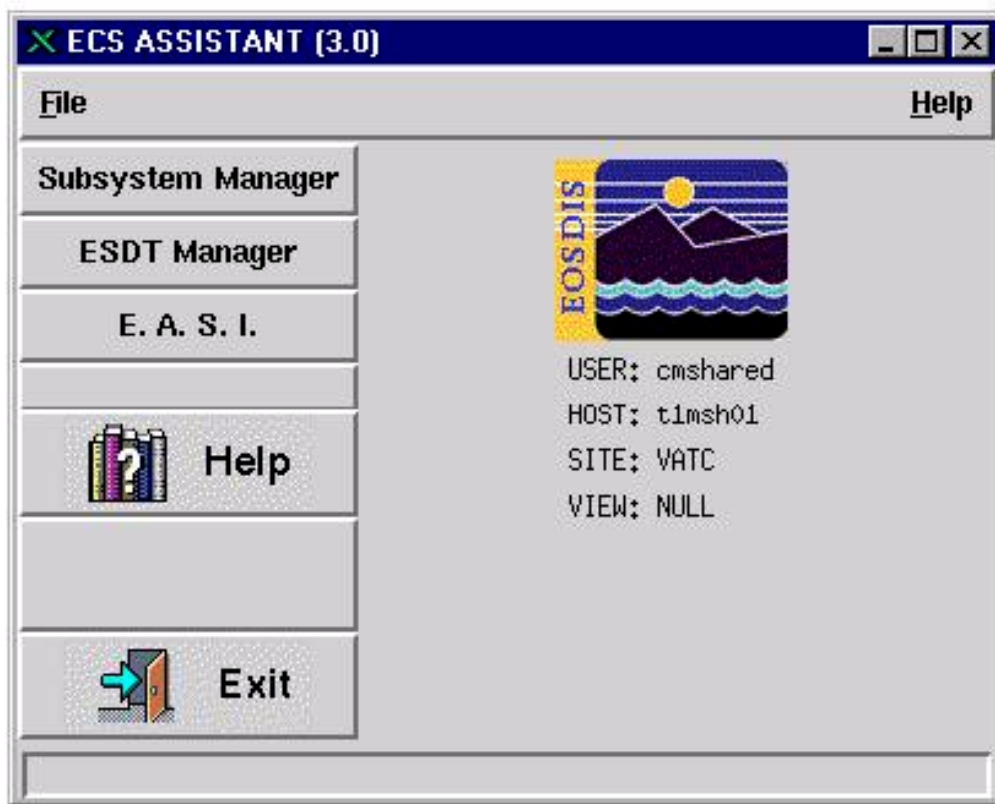 ECS ASSISTANT (3.0)
File Help
Subsystem Manager
ESDT Manager
E. A. S. I.
Help
Exit
EOSDIS
USER: cmshared
HOST: t1msh01
SITE: VATC
VIEW: NULL